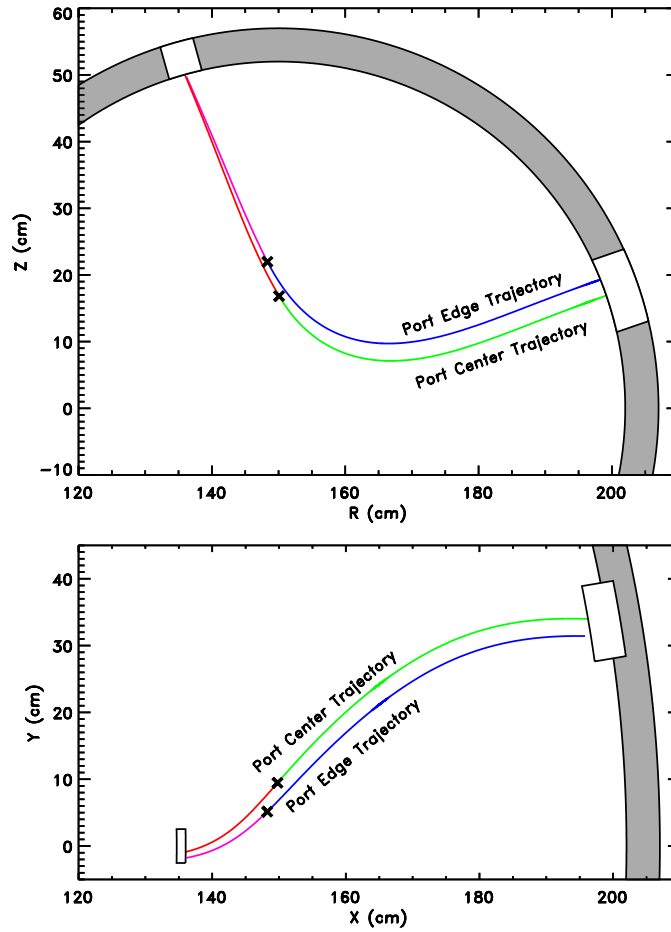 60
50
40
30
20
10
0
−10
Z (cm)
Port Edge Trajectory
Port Center Trajectory
120 140 160 180 200
R (cm)
40
30
20
10
0
Y (cm)
Port Center Trajectory
Port Edge Trajectory
120 140 160 180 200
X (cm)